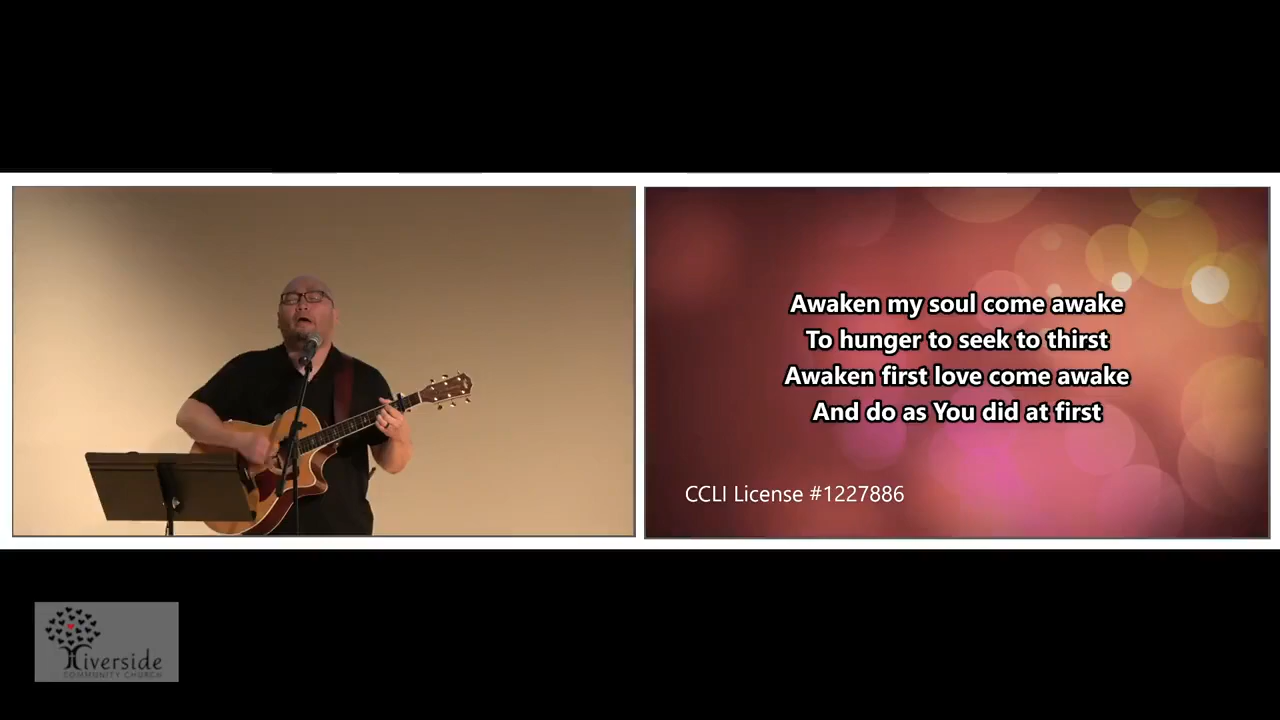 Awaken my soul come awake
To hunger to seek to thirst
Awaken first love come awake
And do as You did at first
CCLI License #1227886
Riverside
COMMUNITY CHURCH